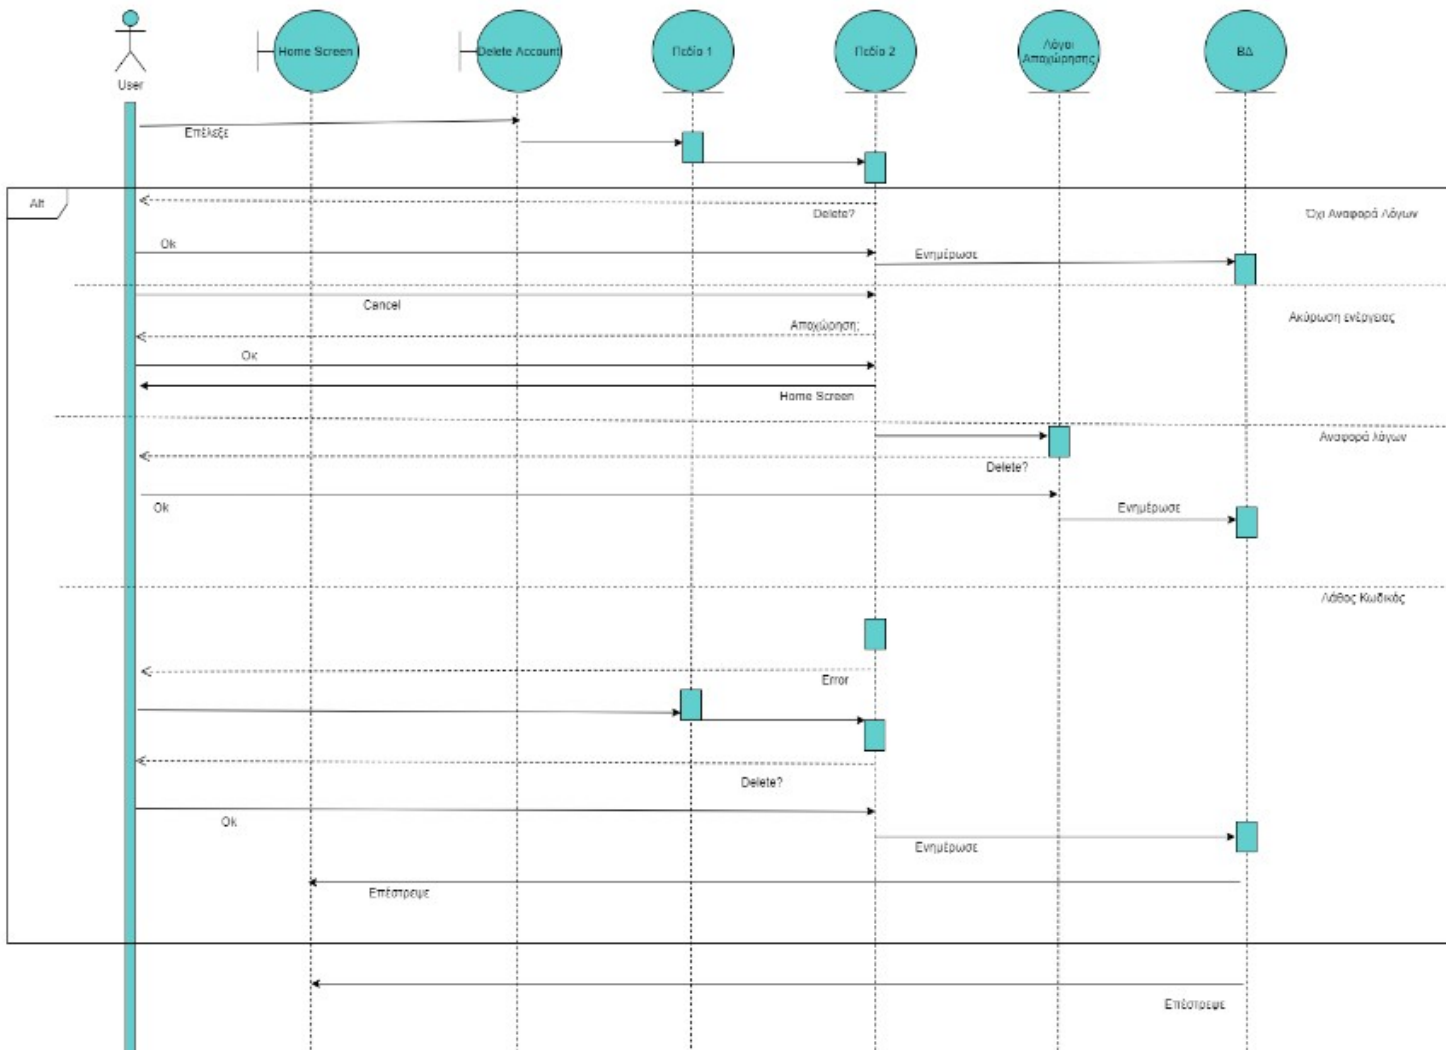 User
Home Screen
Delete Account
Πεδίο 1
Πεδίο 2
Λόγοι
Αποχώρησης
ΒΔ
Επέλεξε
Alt
Delete?
Όχι Αναφορά Λόγων
Ok
Ενημέρωσε
Cancel
Ακύρωση ενέργειας
Αποχώρηση;
Οκ
Home Screen
Αναφορά λόγων
Delete?
Ok
Ενημέρωσε
Λάθος Κωδικός
Error
Delete?
Ok
Ενημέρωσε
Επέστρεψε
Επέστρεψε